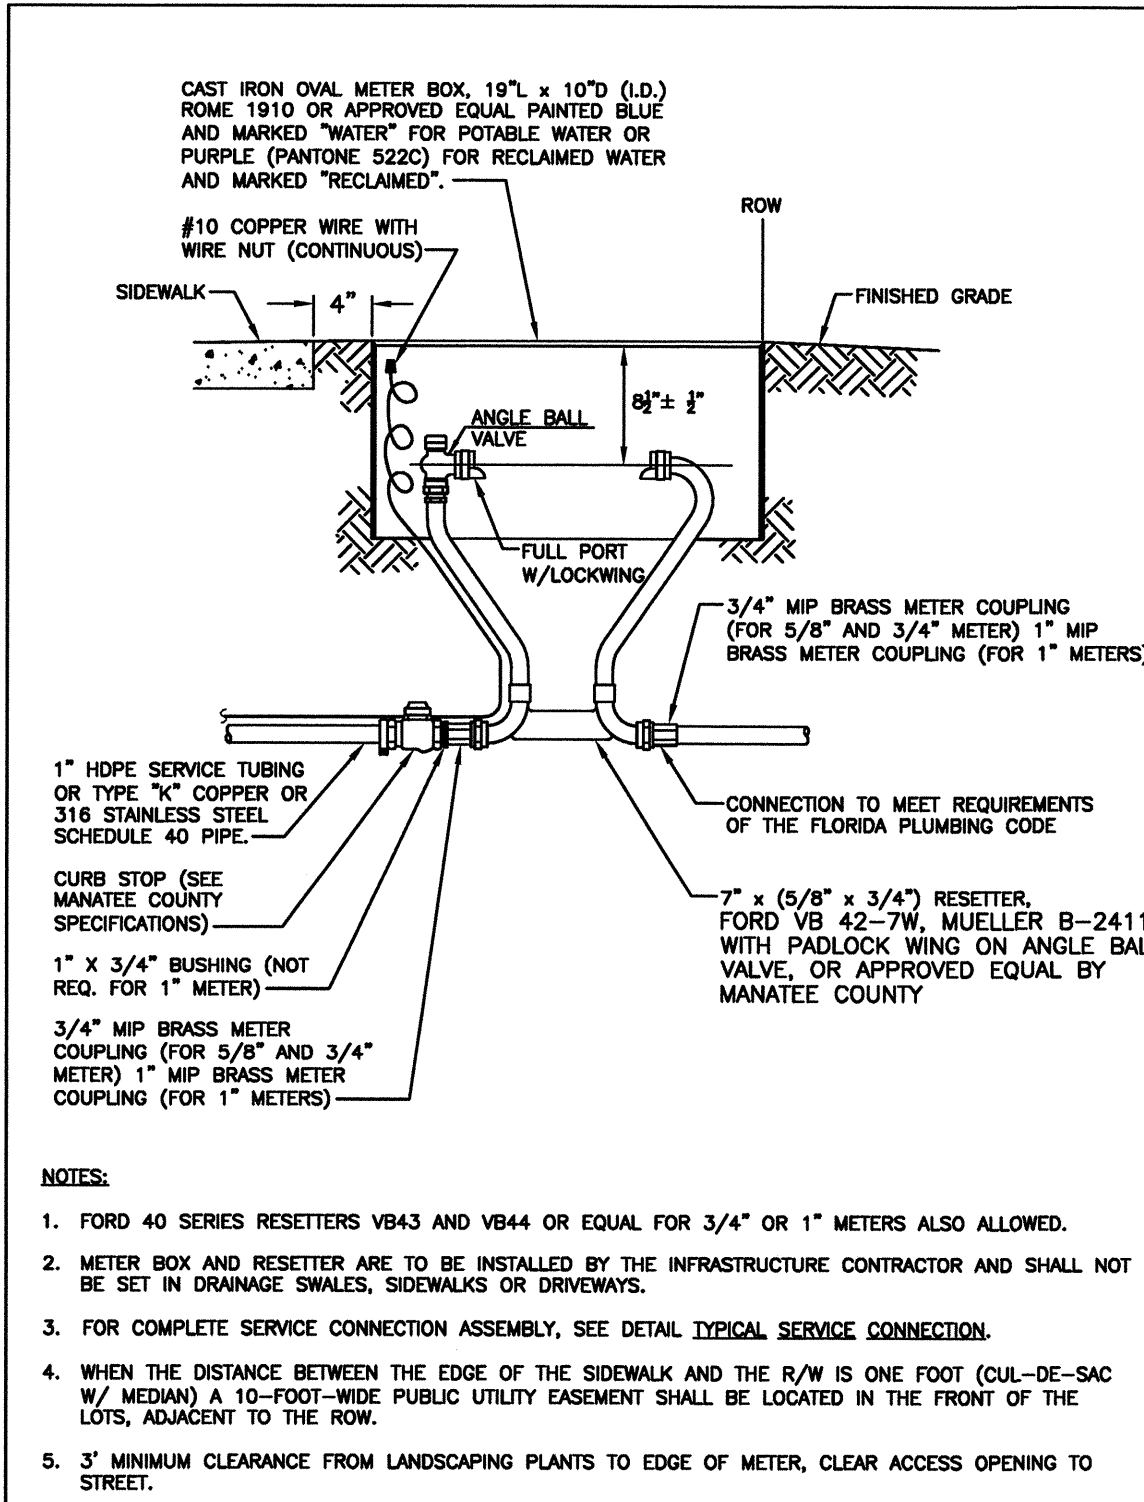 CAST IRON OVAL METER BOX, 19"L x 10"D (I.D.)
ROME 1910 OR APPROVED EQUAL PAINTED BLUE
AND MARKED "WATER" FOR POTABLE WATER OR
PURPLE (PANTONE 522C) FOR RECLAIMED WATER
AND MARKED "RECLAIMED".
ROW
#10 COPPER WIRE WITH
WIRE NUT (CONTINUOUS)
SIDEWALK
4"
FINISHED GRADE
8½"± ½"
ANGLE BALL
VALVE
FULL PORT
W/LOCKWING
3/4" MIP BRASS METER COUPLING
(FOR 5/8" AND 3/4" METER) 1" MIP
BRASS METER COUPLING (FOR 1" METERS)
1" HDPE SERVICE TUBING
OR TYPE "K" COPPER OR
316 STAINLESS STEEL
SCHEDULE 40 PIPE.
CONNECTION TO MEET REQUIREMENTS
OF THE FLORIDA PLUMBING CODE
CURB STOP (SEE
MANATEE COUNTY
SPECIFICATIONS)
7" x (5/8" x 3/4") RESETTER,
FORD VB 42-7W, MUELLER B-2411
WITH PADLOCK WING ON ANGLE BAL
VALVE, OR APPROVED EQUAL BY
MANATEE COUNTY
1" X 3/4" BUSHING (NOT
REQ. FOR 1" METER)
3/4" MIP BRASS METER
COUPLING (FOR 5/8" AND 3/4"
METER) 1" MIP BRASS METER
COUPLING (FOR 1" METERS)
NOTES:
1. FORD 40 SERIES RESETTERS VB43 AND VB44 OR EQUAL FOR 3/4" OR 1" METERS ALSO ALLOWED.
2. METER BOX AND RESETTER ARE TO BE INSTALLED BY THE INFRASTRUCTURE CONTRACTOR AND SHALL NOT
BE SET IN DRAINAGE SWALES, SIDEWALKS OR DRIVEWAYS.
3. FOR COMPLETE SERVICE CONNECTION ASSEMBLY, SEE DETAIL TYPICAL SERVICE CONNECTION.
4. WHEN THE DISTANCE BETWEEN THE EDGE OF THE SIDEWALK AND THE R/W IS ONE FOOT (CUL-DE-SAC
W/ MEDIAN) A 10-FOOT-WIDE PUBLIC UTILITY EASEMENT SHALL BE LOCATED IN THE FRONT OF THE
LOTS, ADJACENT TO THE ROW.
5. 3' MINIMUM CLEARANCE FROM LANDSCAPING PLANTS TO EDGE OF METER, CLEAR ACCESS OPENING TO
STREET.